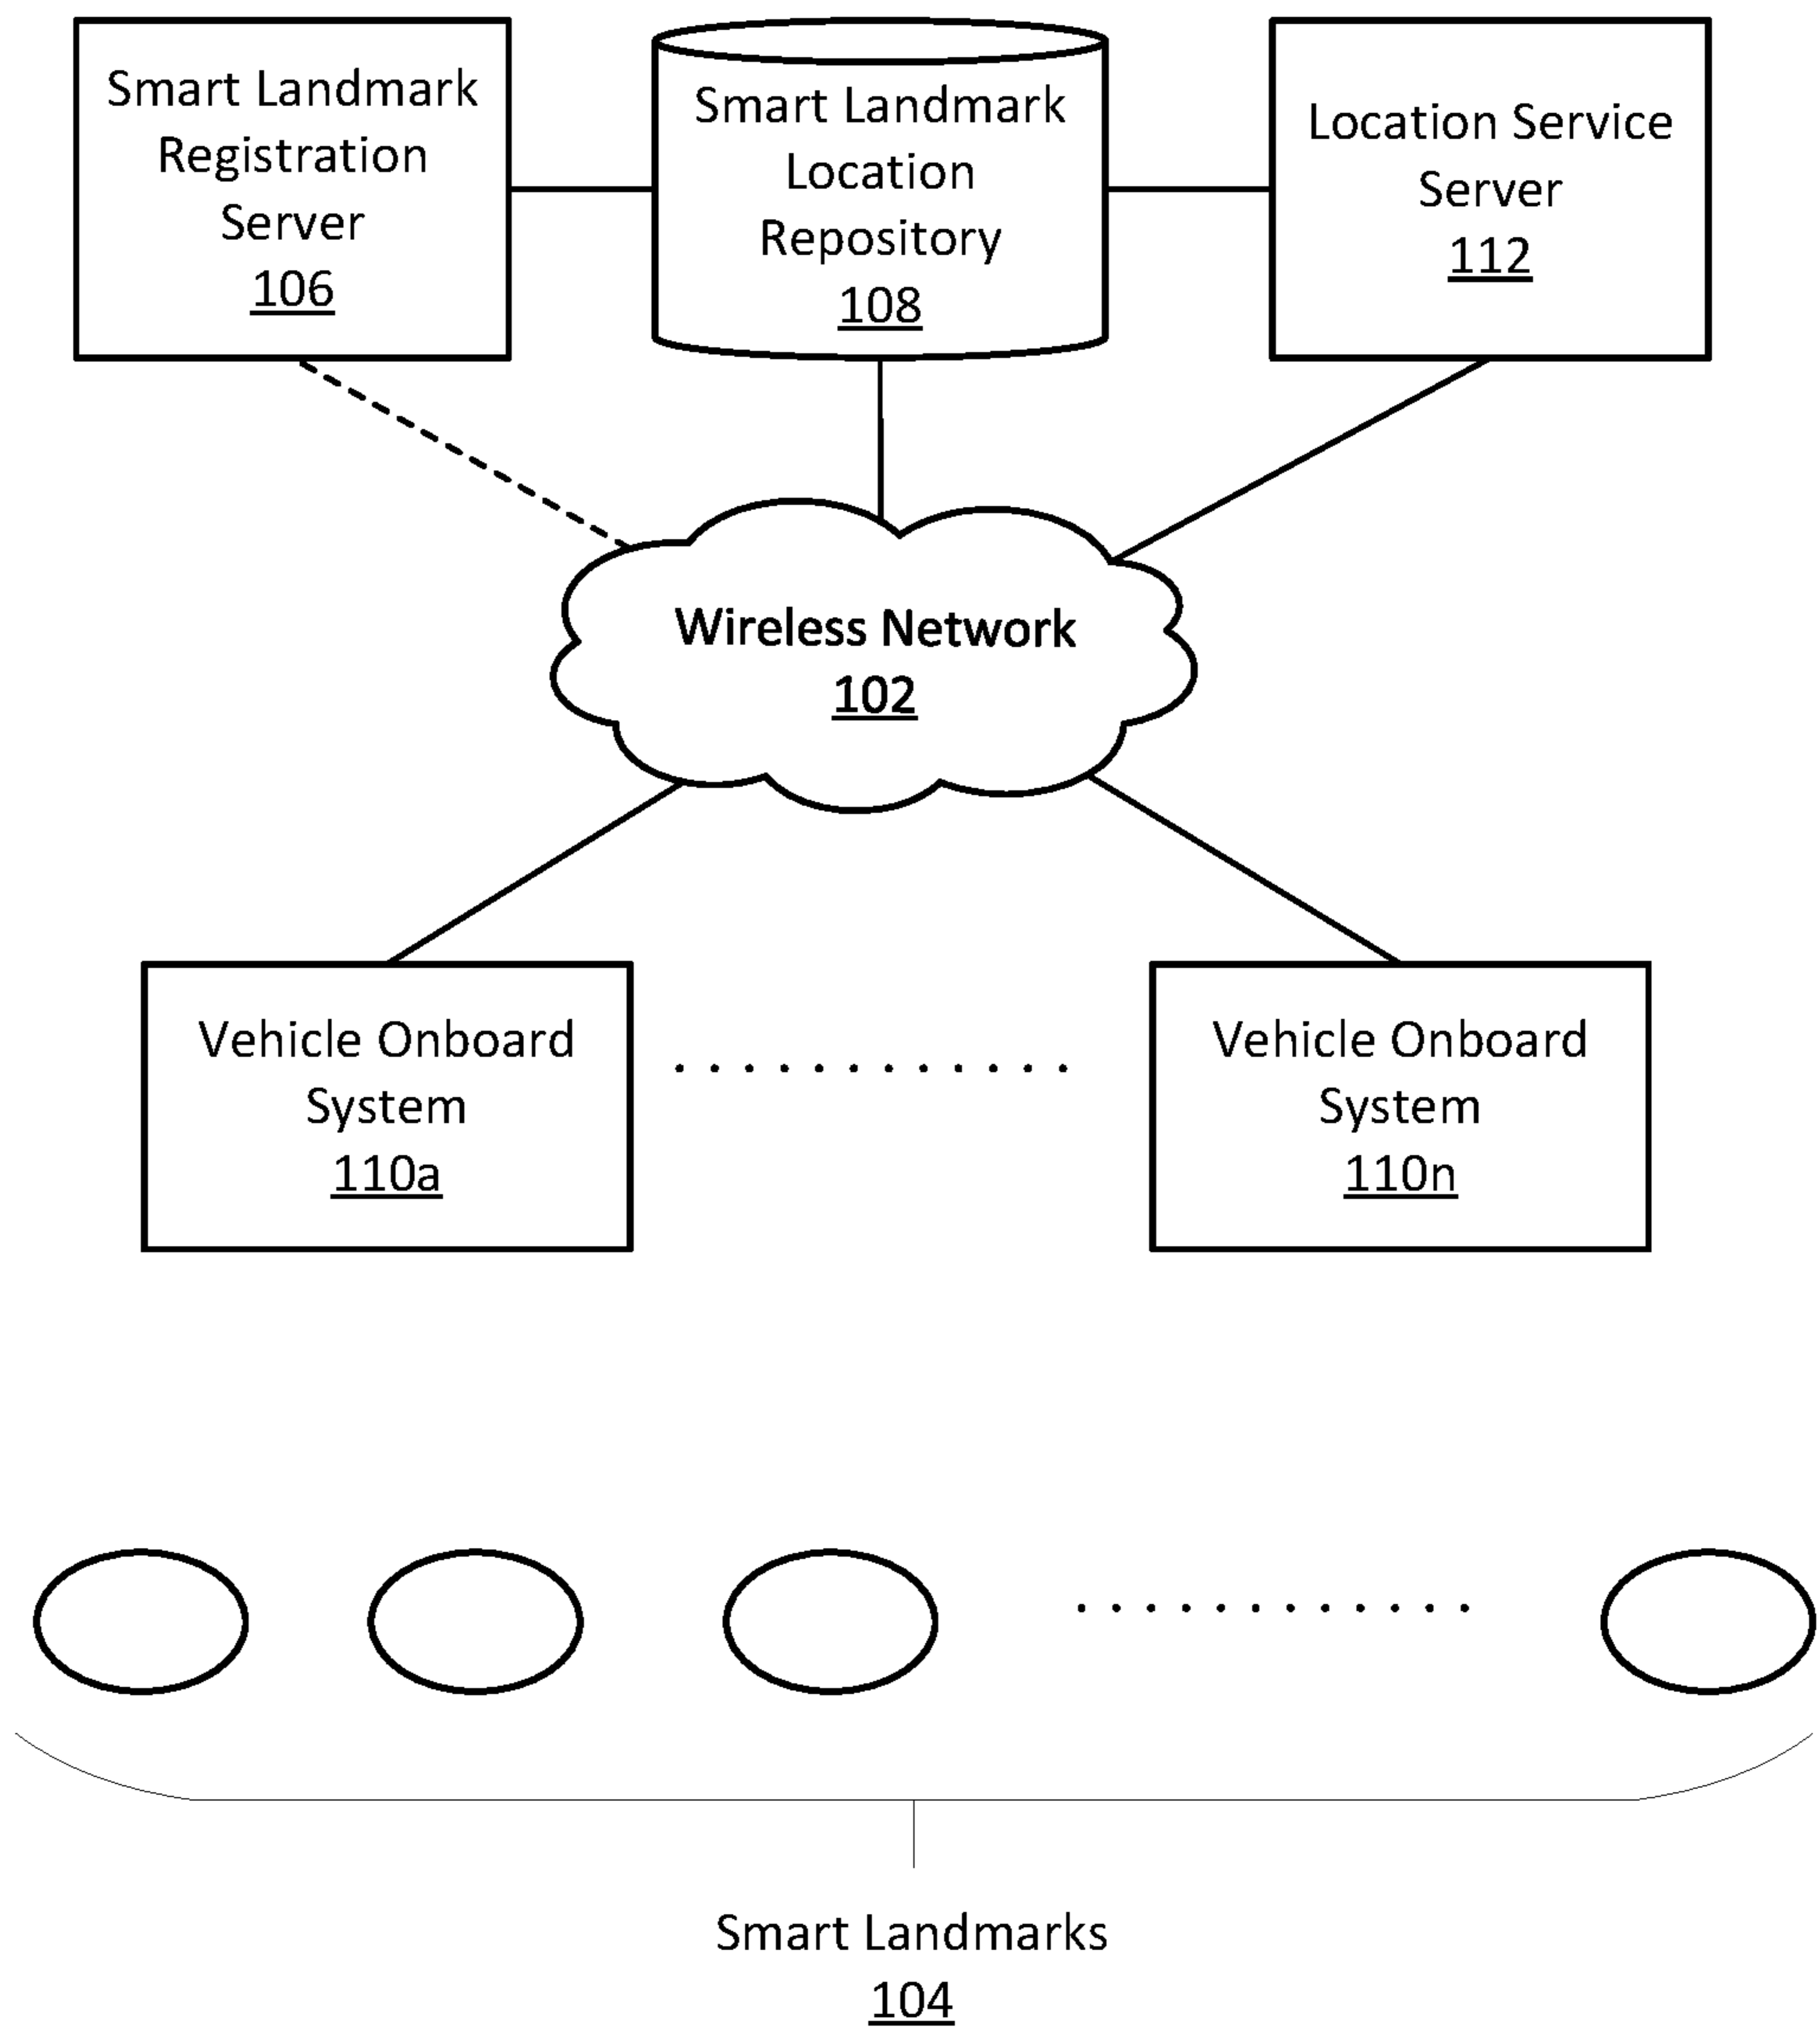 Smart Landmark
Registration
Server
106
Smart Landmark
Location
Repository
108
Location Service
Server
112
Wireless Network
102
Vehicle Onboard
System
110a
Vehicle Onboard
System
110n
Smart Landmarks
104